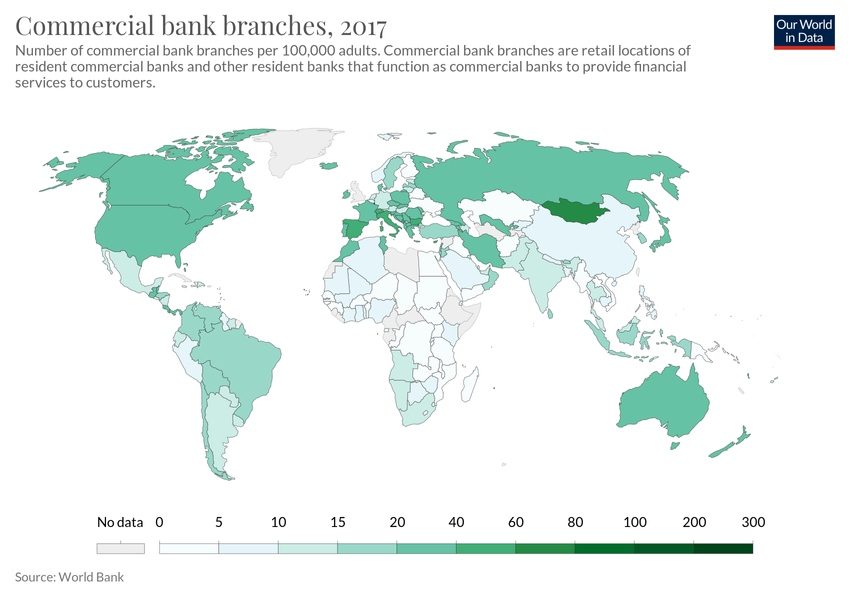 Commercial bank branches, 2017
Our World
in Data
Number of commercial bank branches per 100,000 adults. Commercial bank branches are retail locations of
resident commercial banks and other resident banks that function as commercial banks to provide financial
services to customers.
No data 0 5 10 15 20 40 60 80 100 200 300
Source: World Bank